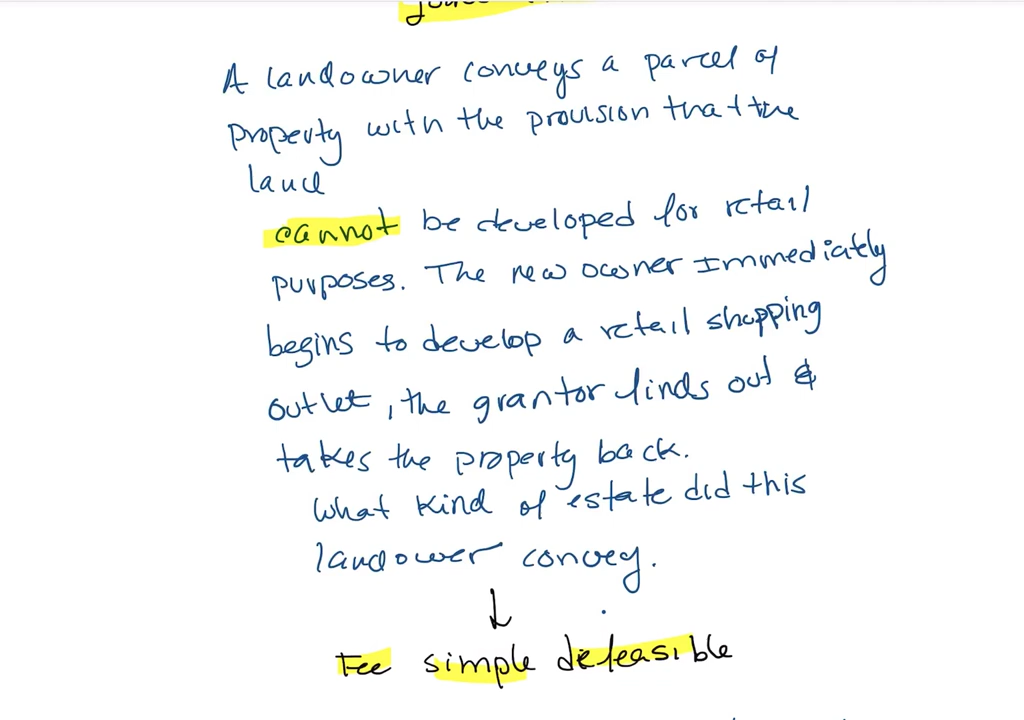 A landowner conveys a parcel of
property with the provision that the
land
cannot be developed for retail
purposes. The new owner Immediately
begins to develop a retail shopping
outlet, the grantor finds out &
takes the property back.
What kind of estate did this
landower convey.
↓
Fee simple defeasible